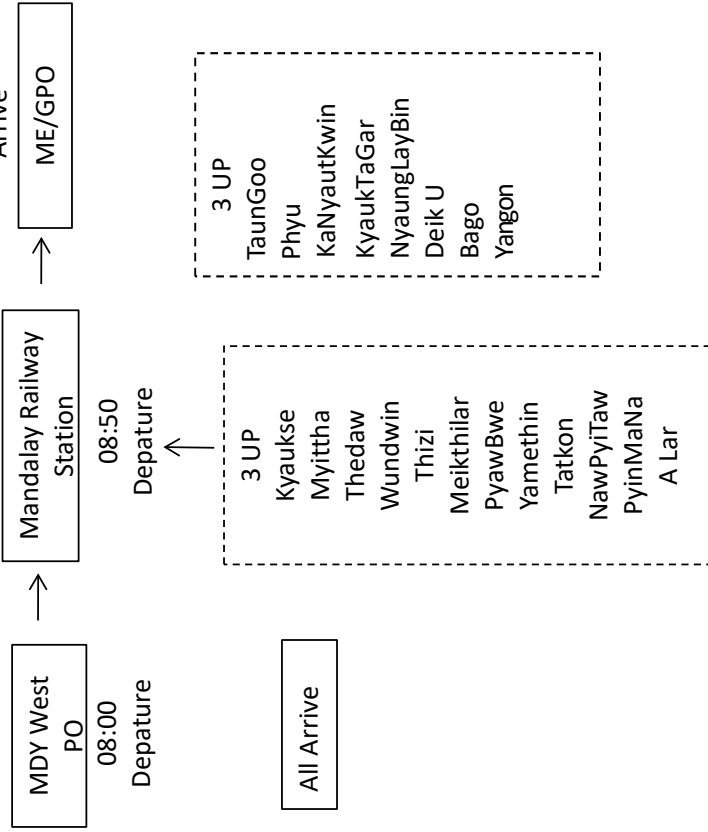 Arrive
MDY West
PO
08:00
Depature
Mandalay Railway
Station
08:50
Depature
ME/GPO
All Arrive
3 UP
Kyaukse
Myittha
Thedaw
Wundwin
Thizi
Meikthilar
PyawBwe
Yamethin
Tatkon
NawPyiTaw
PyinMaNa
A Lar
3 UP
TaunGoo
Phyu
KaNyautKwin
KyaukTaGar
NyaungLayBin
Deik U
Bago
Yangon